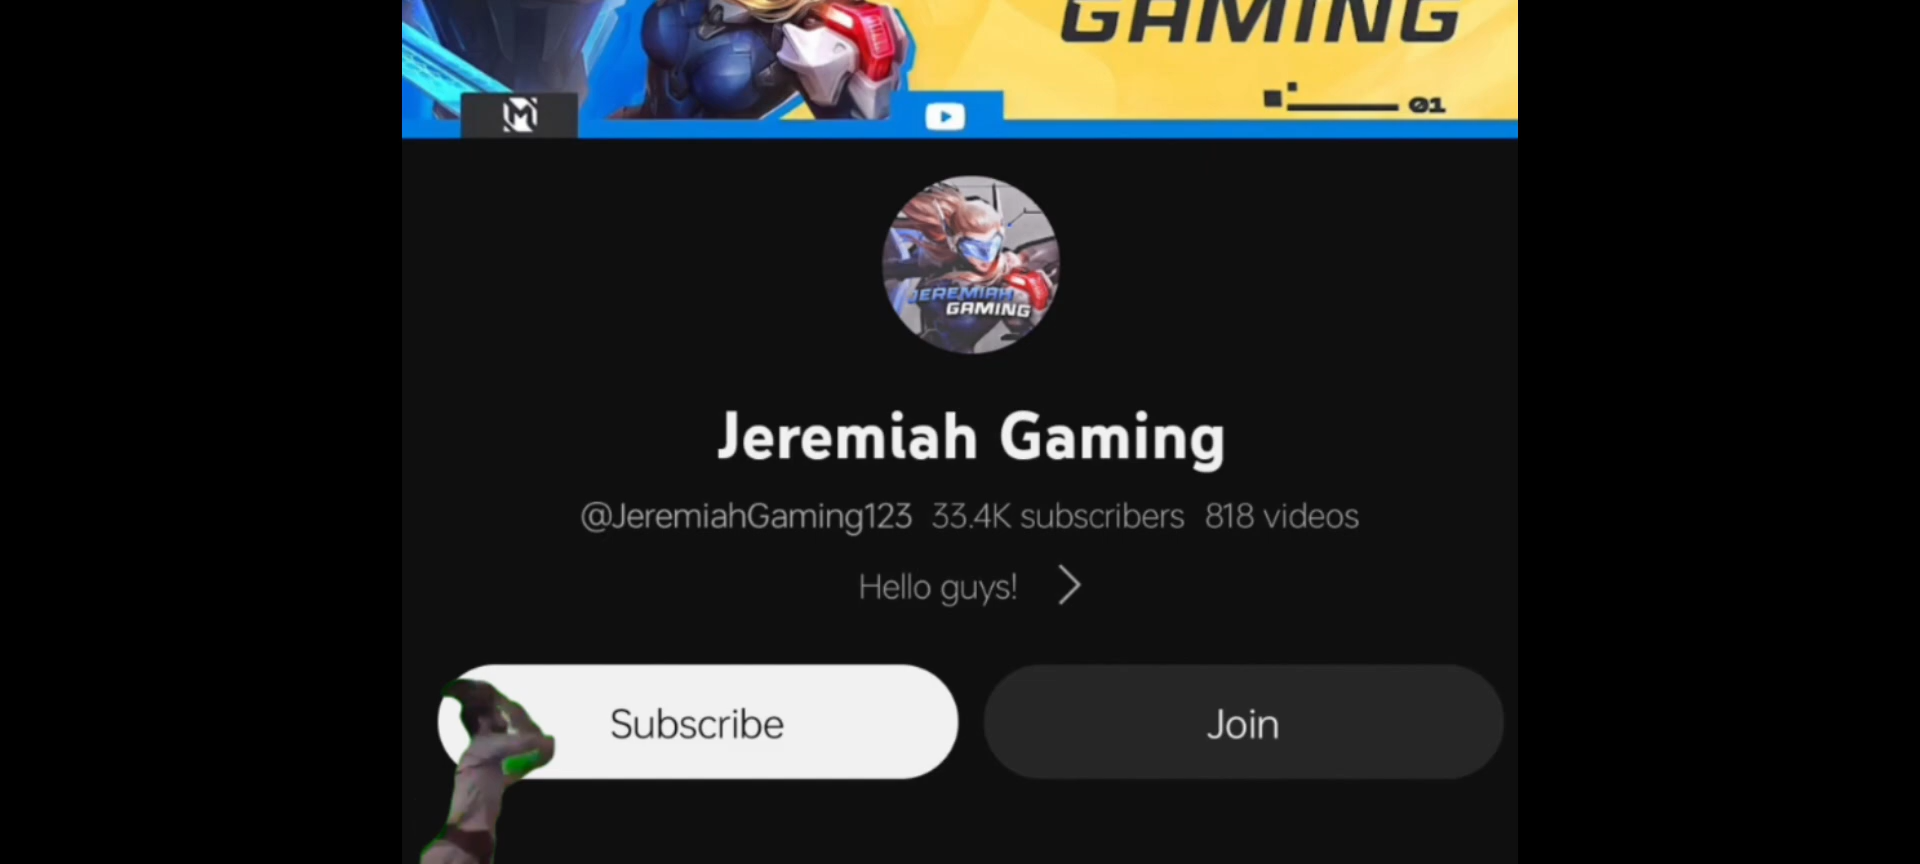 GAMING
01
JEREMIAH
GAMING
Jeremiah Gaming
@JeremiahGaming123 33.4K subscribers 818 videos
Hello guys!
Subscribe
Join